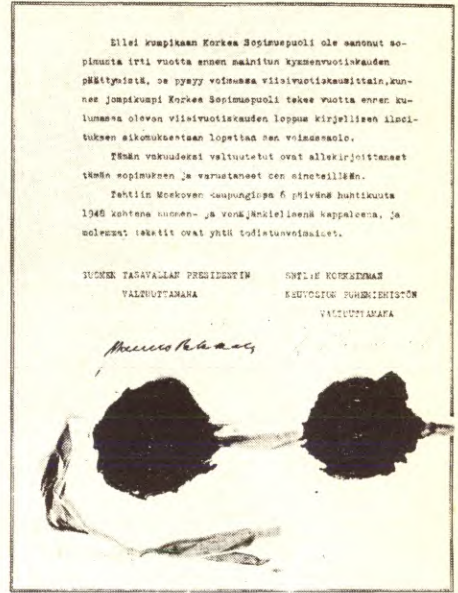 Ellei kumpikaan Korkea Sopimuspuoli ole sanonut so-
pimusta irti vuotta ennen mainitun kymmenvuotiskauden
päättymistä, se pysyy voimassa viisivuotiskausittain,kun-
nes jompikumpi Korkea Sopimuspuoli tekee vuotta ennen ku-
lumassa olevan viisivuotiskauden loppua kirjallisen ilmoi-
tuksen aikomuksestaan lopettaa sen voimassaolo.
Tämän vakuudeksi valtuutetut ovat allekirjoittaneet
tämän sopimuksen ja varustaneet sen sineteillään.
Tehtiin Moskovan kaupungissa 6 päivänä huhtikuuta
1948 kahtena suomen- ja venäjänkielisenä kappaleena, ja
molemmat tekstit ovat yhtä todistusvoimaiset.
SUOMEN TASAVALLAN PRESIDENTIN
VALTUUTTAMANA
SNTL:N KORKEIMMAN
NEUVOSTON PUHEMIEHISTÖN
VALTUUTTAMANA